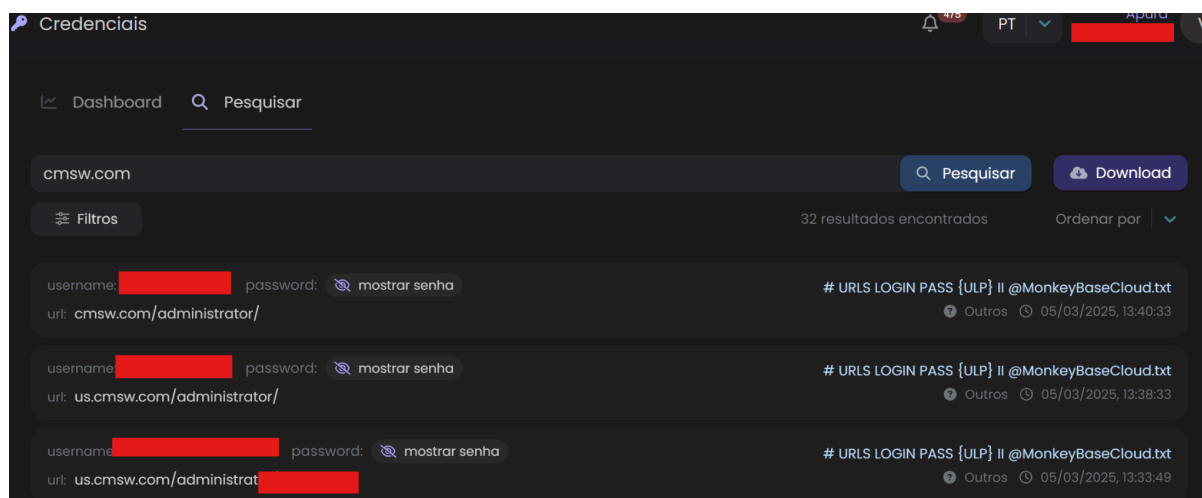 Credenciais
475
PT
Apura
Dashboard
Pesquisar
cmsw.com
Pesquisar
Download
Filtros
32 resultados encontrados
Ordenar por
username: password: mostrar senha
# URLS LOGIN PASS {ULP} II @MonkeyBaseCloud.txt
url: cmsw.com/administrator/
Outros 05/03/2025, 13:40:33
username: password: mostrar senha
# URLS LOGIN PASS {ULP} II @MonkeyBaseCloud.txt
url: us.cmsw.com/administrator/
Outros 05/03/2025, 13:38:33
username password: mostrar senha
# URLS LOGIN PASS {ULP} II @MonkeyBaseCloud.txt
url: us.cmsw.com/administrat
Outros 05/03/2025, 13:33:49